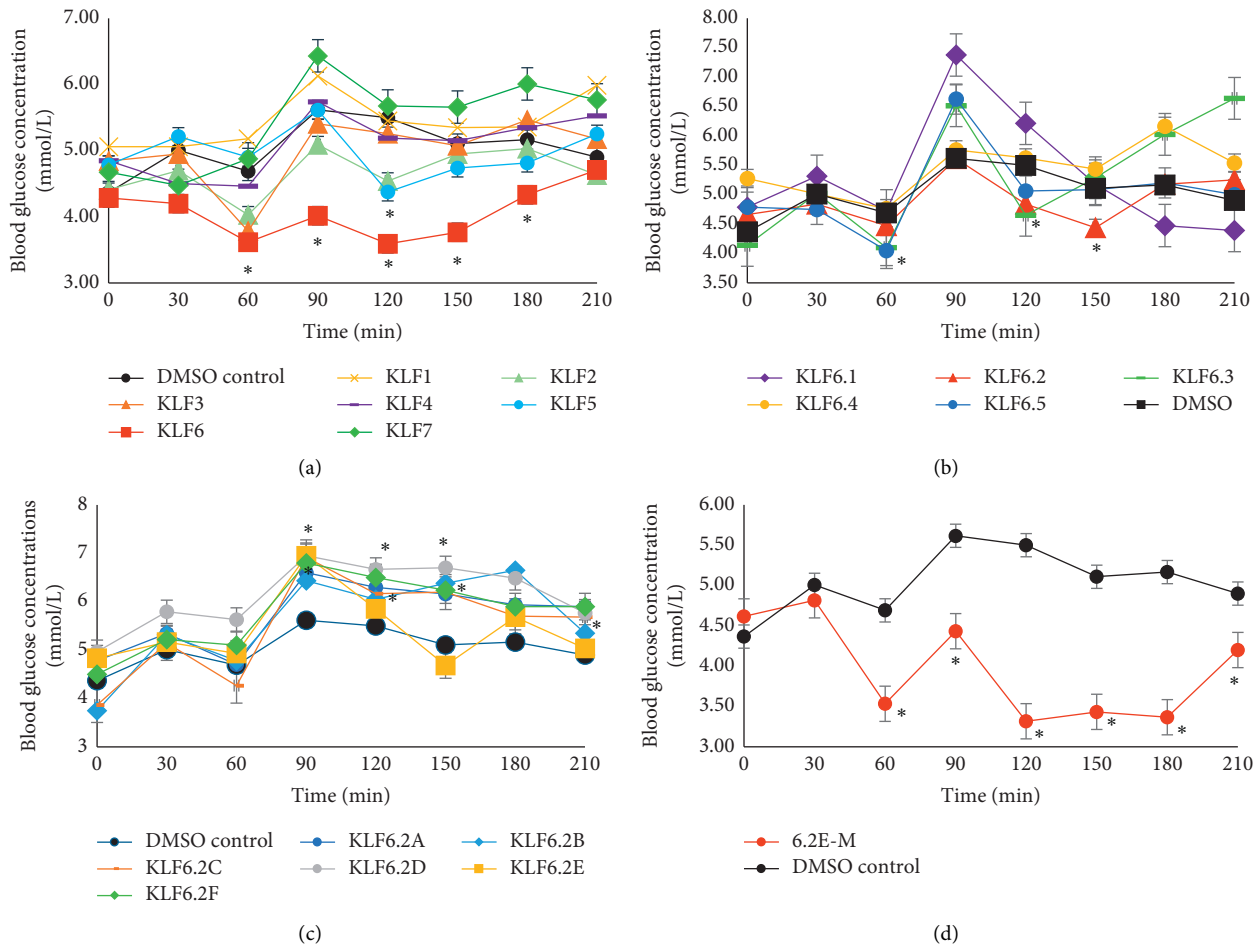 7.00
6.00
5.00
4.00
3.00
Blood glucose concentration
(mmol/L)
0 30 60 90 120 150 180 210
* * * * * *
Time (min)
DMSO control KLF1 KLF2
KLF3 KLF4 KLF5
KLF6 KLF7
(a)
8.00
7.50
7.00
6.50
6.00
5.50
5.00
4.50
4.00
3.50
Blood glucose concentration
(mmol/L)
0 30 60 90 120 150 180 210
* * *
Time (min)
KLF6.1 KLF6.2 KLF6.3
KLF6.4 KLF6.5 DMSO
(b)
8
7
6
5
4
3
Blood glucose concentrations
(mmol/L)
0 30 60 90 120 150 180 210
* * * * * * *
Time (min)
DMSO control KLF6.2A KLF6.2B
KLF6.2C KLF6.2D KLF6.2E
KLF6.2F
(c)
6.00
5.50
5.00
4.50
4.00
3.50
3.00
Blood glucose concentration
(mmol/L)
0 30 60 90 120 150 180 210
* * * * * *
Time (min)
6.2E-M
DMSO control
(d)